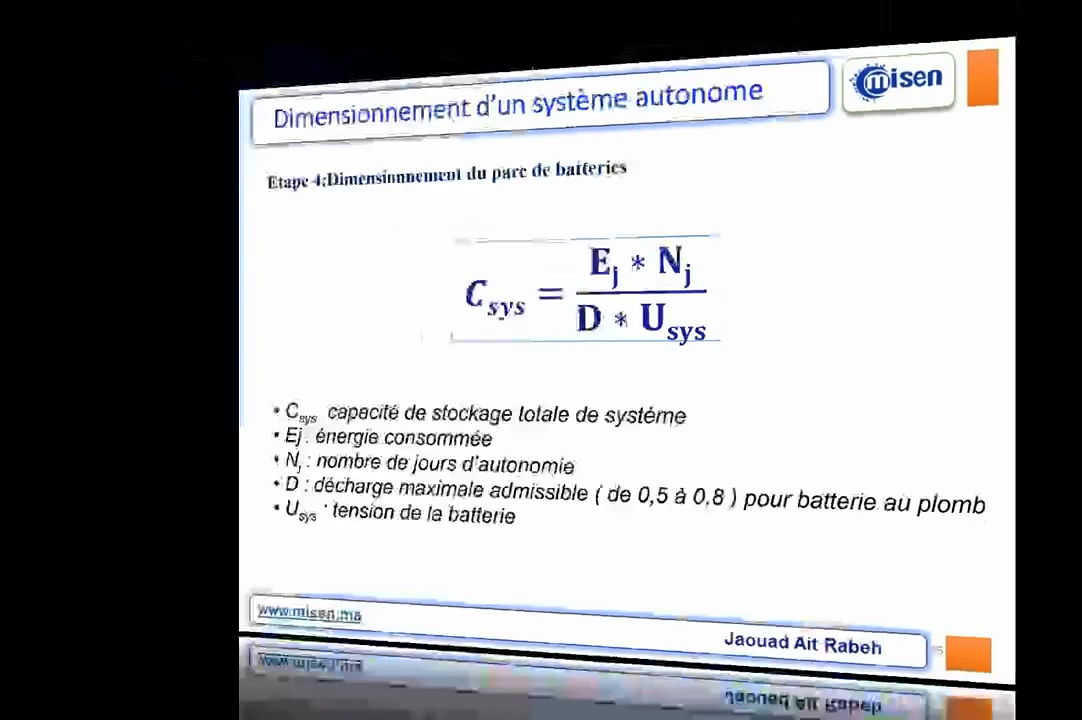 Dimensionnement d'un système autonome
misen
Etape 4:Dimensionnnement du parc de batteries
C_sys = (E_j * N_j) / (D * U_sys)
• C_sys capacité de stockage totale de systéme
• Ej : énergie consommée
• N_j : nombre de jours d'autonomie
• D : décharge maximale admissible ( de 0,5 à 0,8 ) pour batterie au plomb
• U_sys : tension de la batterie
www.misen.ma
Jaouad Ait Rabeh